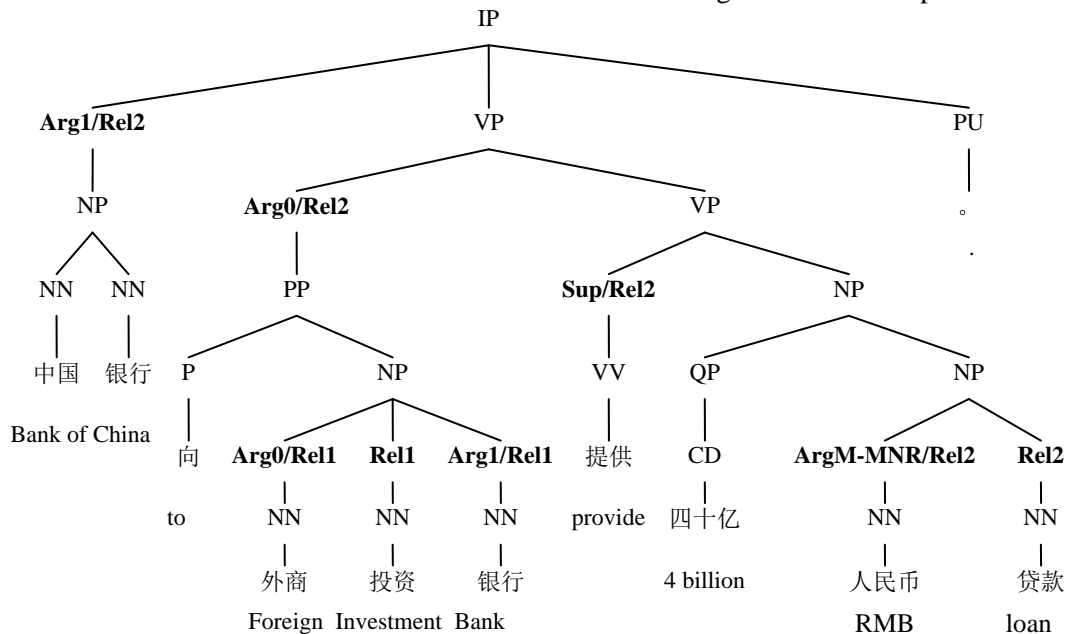 IP
Arg1/Rel2 VP PU
NP Arg0/Rel2 VP 。
.
NN NN PP Sup/Rel2 NP
中国 银行 P NP VV QP NP
Bank of China
向 Arg0/Rel1 Rel1 Arg1/Rel1 提供 CD ArgM-MNR/Rel2 Rel2
to NN NN NN provide 四十亿 NN NN
外商 投资 银行 4 billion 人民币 贷款
Foreign Investment Bank RMB loan